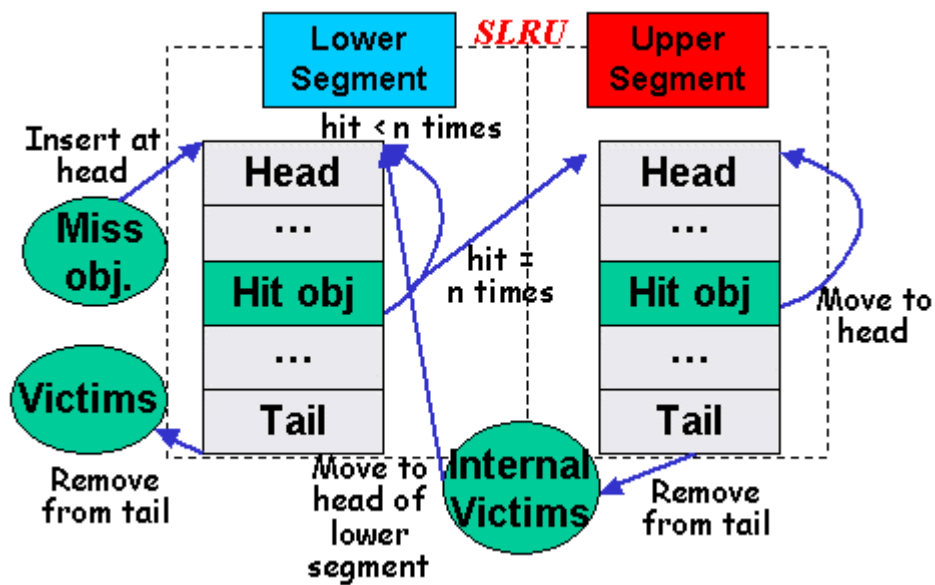 Lower
Segment
SLRU
Upper
Segment
Insert at
head
hit < n times
Head
...
Hit obj
...
Tail
Miss
obj.
Victims
Remove
from tail
hit =
n times
Move to
head of
lower
segment
Internal
Victims
Head
...
Hit obj
...
Tail
Move to
head
Remove
from tail